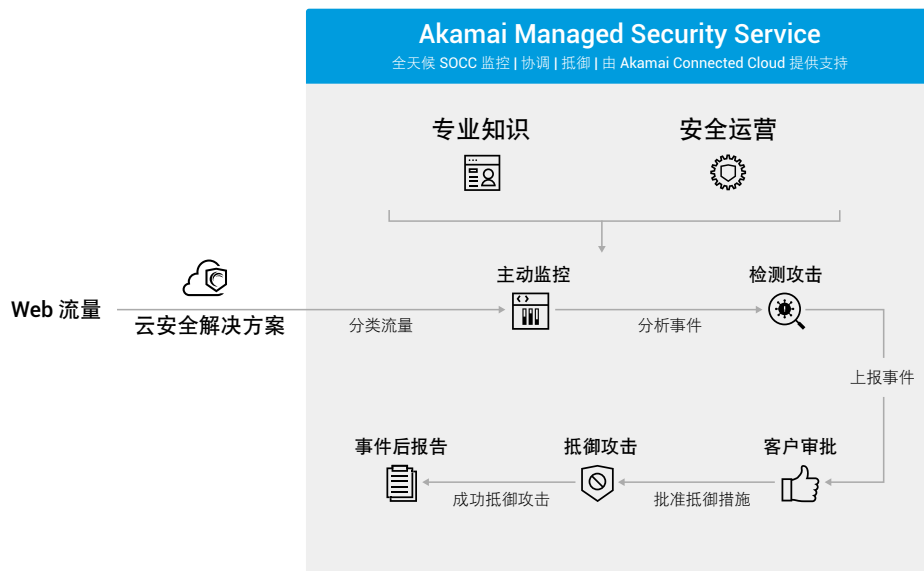 Akamai Managed Security Service
全天候 SOCC 监控 | 协调 | 抵御 | 由 Akamai Connected Cloud 提供支持
专业知识
安全运营
主动监控
检测攻击
Web 流量
云安全解决方案
分类流量
分析事件
上报事件
事件后报告
抵御攻击
客户审批
成功抵御攻击
批准抵御措施